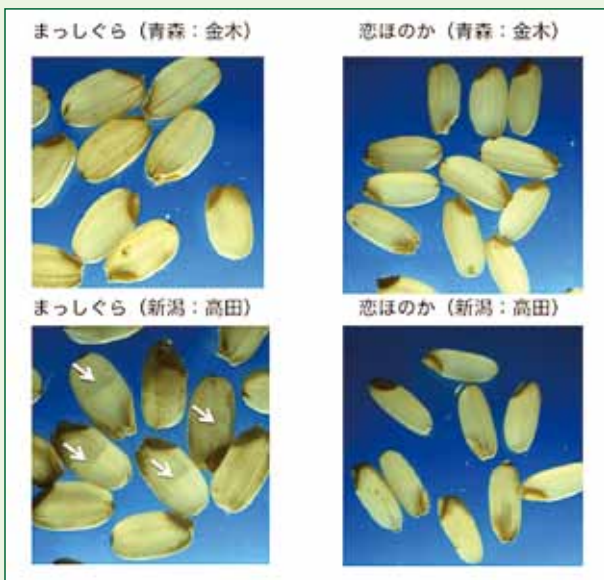 まっしぐら（青森：金木）
恋ほのか（青森：金木）
まっしぐら（新潟：高田）
恋ほのか（新潟：高田）